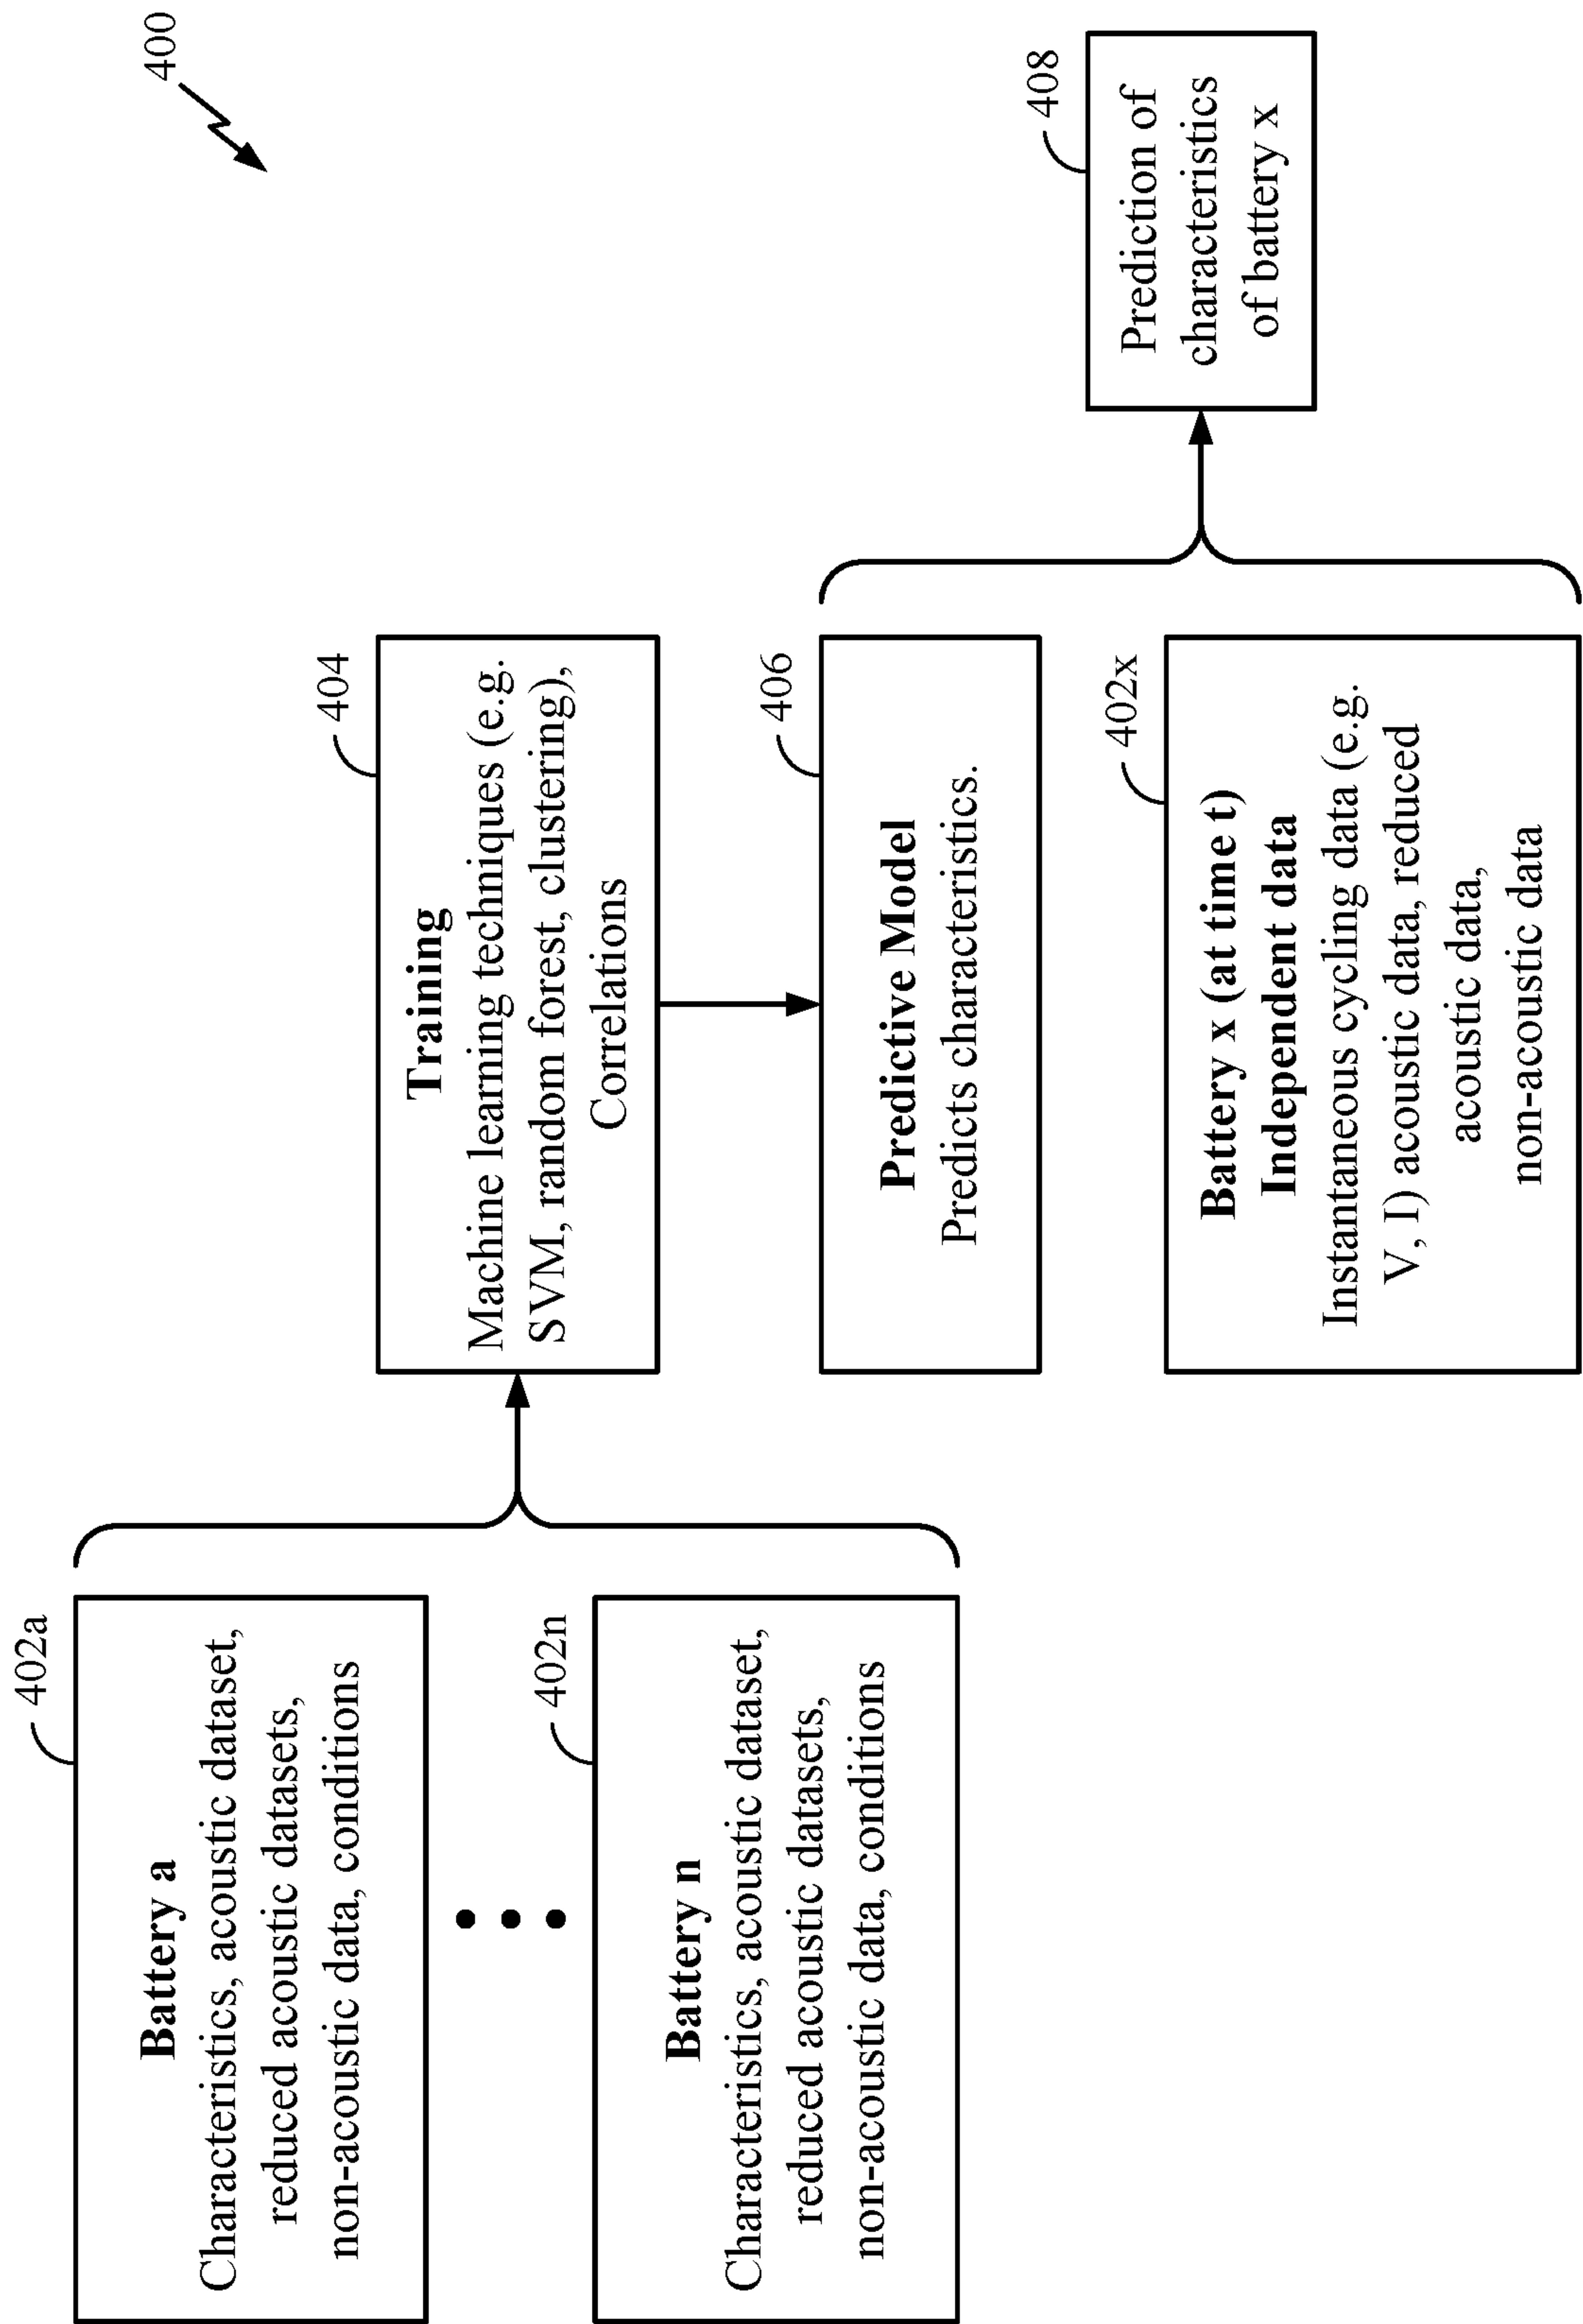 400
402a
Battery a
Characteristics, acoustic dataset,
reduced acoustic datasets,
non-acoustic data, conditions
402n
Battery n
Characteristics, acoustic dataset,
reduced acoustic datasets,
non-acoustic data, conditions
404
Training
Machine learning techniques (e.g.
SVM, random forest, clustering),
Correlations
406
Predictive Model
Predicts characteristics.
402x
Battery x (at time t)
Independent data
Instantaneous cycling data (e.g.
V, I) acoustic data, reduced
acoustic data,
non-acoustic data
408
Prediction of
characteristics
of battery x